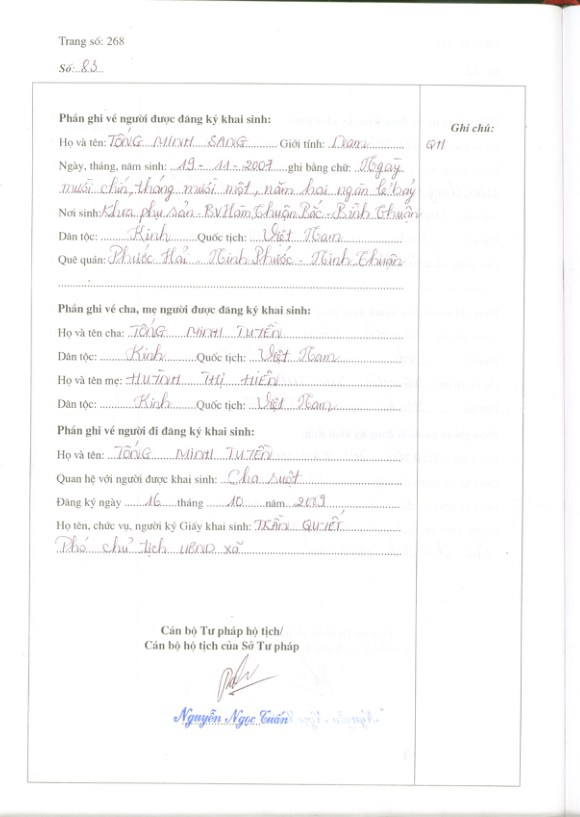 Trang số: 268
Số: 83
Phần ghi về người được đăng ký khai sinh:
Ghi chú:
Họ và tên: TỐNG MINH SANG Giới tính: Nam
QH
Ngày, tháng, năm sinh: 19 - 11 - 2007 ghi bằng chữ: Ngày
mười chín, tháng mười một, năm hai ngàn lẻ bảy
Nơi sinh: Khoa phụ sản - BV Hàm Thuận Bắc - Bình Thuận
Dân tộc: Kinh Quốc tịch: Việt Nam
Quê quán: Phước Hải - Ninh Phước - Ninh Thuận
Phần ghi về cha, mẹ người được đăng ký khai sinh:
Họ và tên cha: TỐNG MINH TUYỀN
Dân tộc: Kinh Quốc tịch: Việt Nam
Họ và tên mẹ: HUỲNH THỊ HIỀN
Dân tộc: Kinh Quốc tịch: Việt Nam
Phần ghi về người đi đăng ký khai sinh:
Họ và tên: TỐNG MINH TUYỀN
Quan hệ với người được khai sinh: Cha ruột
Đăng ký ngày 16 tháng 10 năm 2009
Họ tên, chức vụ, người ký Giấy khai sinh: TRẦN QUYẾT
Phó chủ tịch UBND xã
Cán bộ Tư pháp hộ tịch/
Cán bộ hộ tịch của Sở Tư pháp
Nguyễn Ngọc Tuấn